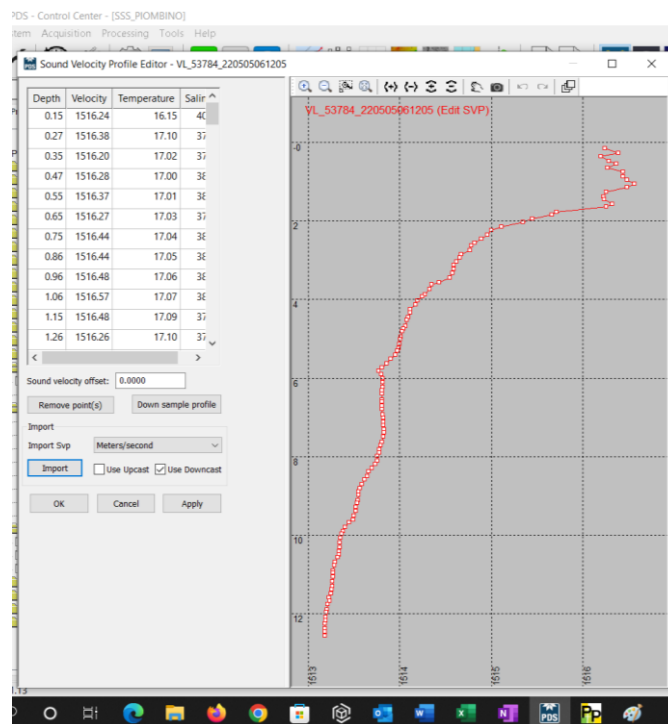 PDS - Control Center - [SSS_PIOMBINO]
stem Acquisition Processing Tools Help
Sound Velocity Profile Editor - VL_53784_220505061205
Depth Velocity Temperature Salin
0.15 1516.24 16.15 40
0.27 1516.38 17.10 37
0.35 1516.20 17.02 37
0.47 1516.28 17.00 38
0.55 1516.37 17.01 38
0.65 1516.27 17.03 37
0.75 1516.44 17.04 38
0.86 1516.44 17.05 38
0.96 1516.48 17.06 38
1.06 1516.57 17.07 38
1.15 1516.48 17.09 37
1.26 1516.26 17.10 37
Sound velocity offset: 0.0000
Remove point(s) Down sample profile
Import
Import Svp Meters/second
Import Use Upcast Use Downcast
OK Cancel Apply
VL_53784_220505061205 (Edit SVP)
-0
2
4
6
8
10
12
1513 1514 1515 1516
1.13
PDS